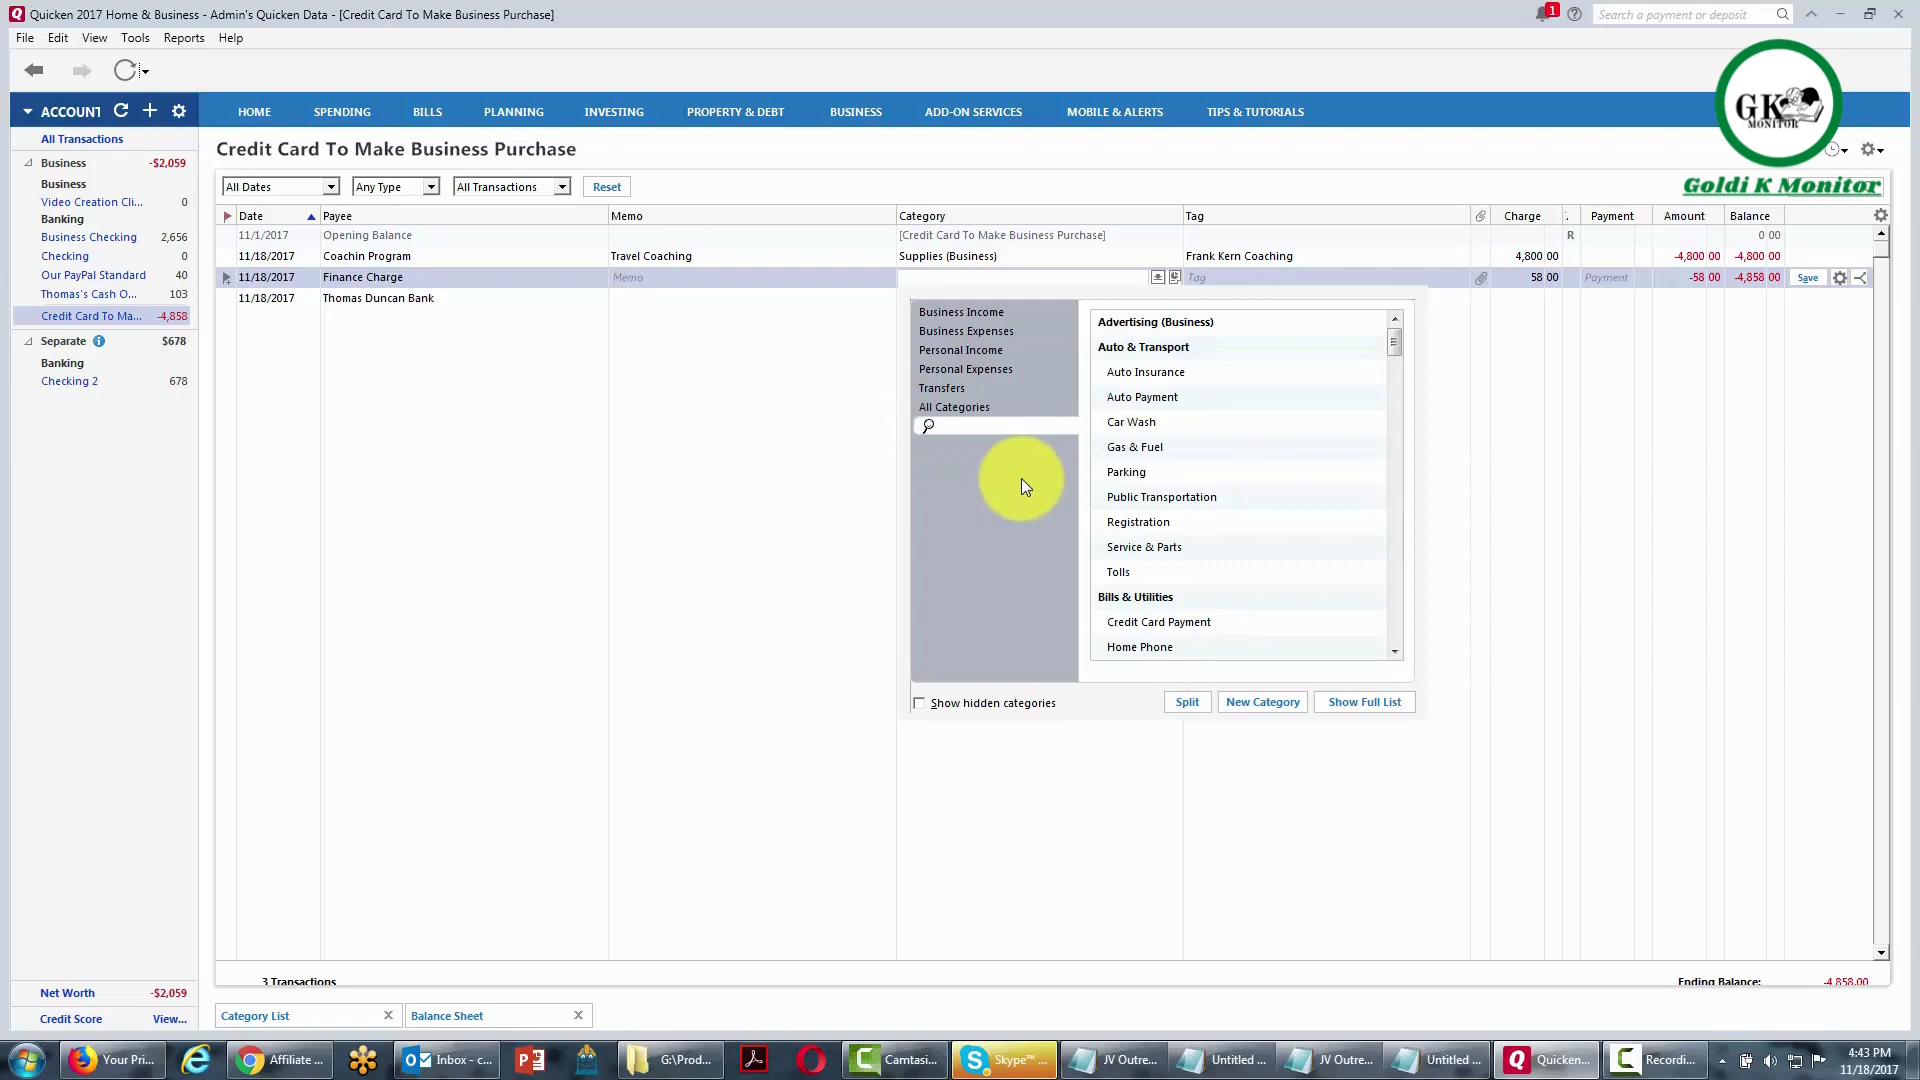 Quicken 2017 Home & Business - Admin's Quicken Data - [Credit Card To Make Business Purchase]
1
Search a payment or deposit
File Edit View Tools Reports Help
GK
MONITOR
ACCOUNT
HOME SPENDING BILLS PLANNING INVESTING PROPERTY & DEBT BUSINESS ADD-ON SERVICES MOBILE & ALERTS TIPS & TUTORIALS
All Transactions
Credit Card To Make Business Purchase
Business -$2,059
Business
Video Creation Cli... 0
Banking
Business Checking 2,656
Checking 0
Our PayPal Standard 40
Thomas's Cash O... 103
Credit Card To Ma... -4,858
Separate $678
Banking
Checking 2 678
All Dates Any Type All Transactions Reset
Goldi K Monitor
Date Payee Memo Category Tag Charge Payment Amount Balance
11/1/2017 Opening Balance [Credit Card To Make Business Purchase] R 0 00
11/18/2017 Coachin Program Travel Coaching Supplies (Business) Frank Kern Coaching 4,800 00 -4,800 00 -4,800 00
11/18/2017 Finance Charge Memo Tag 58 00 Payment -58 00 -4,858 00 Save
11/18/2017 Thomas Duncan Bank
Business Income
Business Expenses
Personal Income
Personal Expenses
Transfers
All Categories
Advertising (Business)
Auto & Transport
Auto Insurance
Auto Payment
Car Wash
Gas & Fuel
Parking
Public Transportation
Registration
Service & Parts
Tolls
Bills & Utilities
Credit Card Payment
Home Phone
Show hidden categories Split New Category Show Full List
3 Transactions Ending Balance: -4,858.00
Net Worth -$2,059
Credit Score View...
Category List Balance Sheet
Your Pri... Affiliate ... Inbox - c... G:\Prod... Camtasi... Skype™ ... JV Outre... Untitled ... JV Outre... Untitled ... Quicken... Recordi...
4:43 PM
11/18/2017